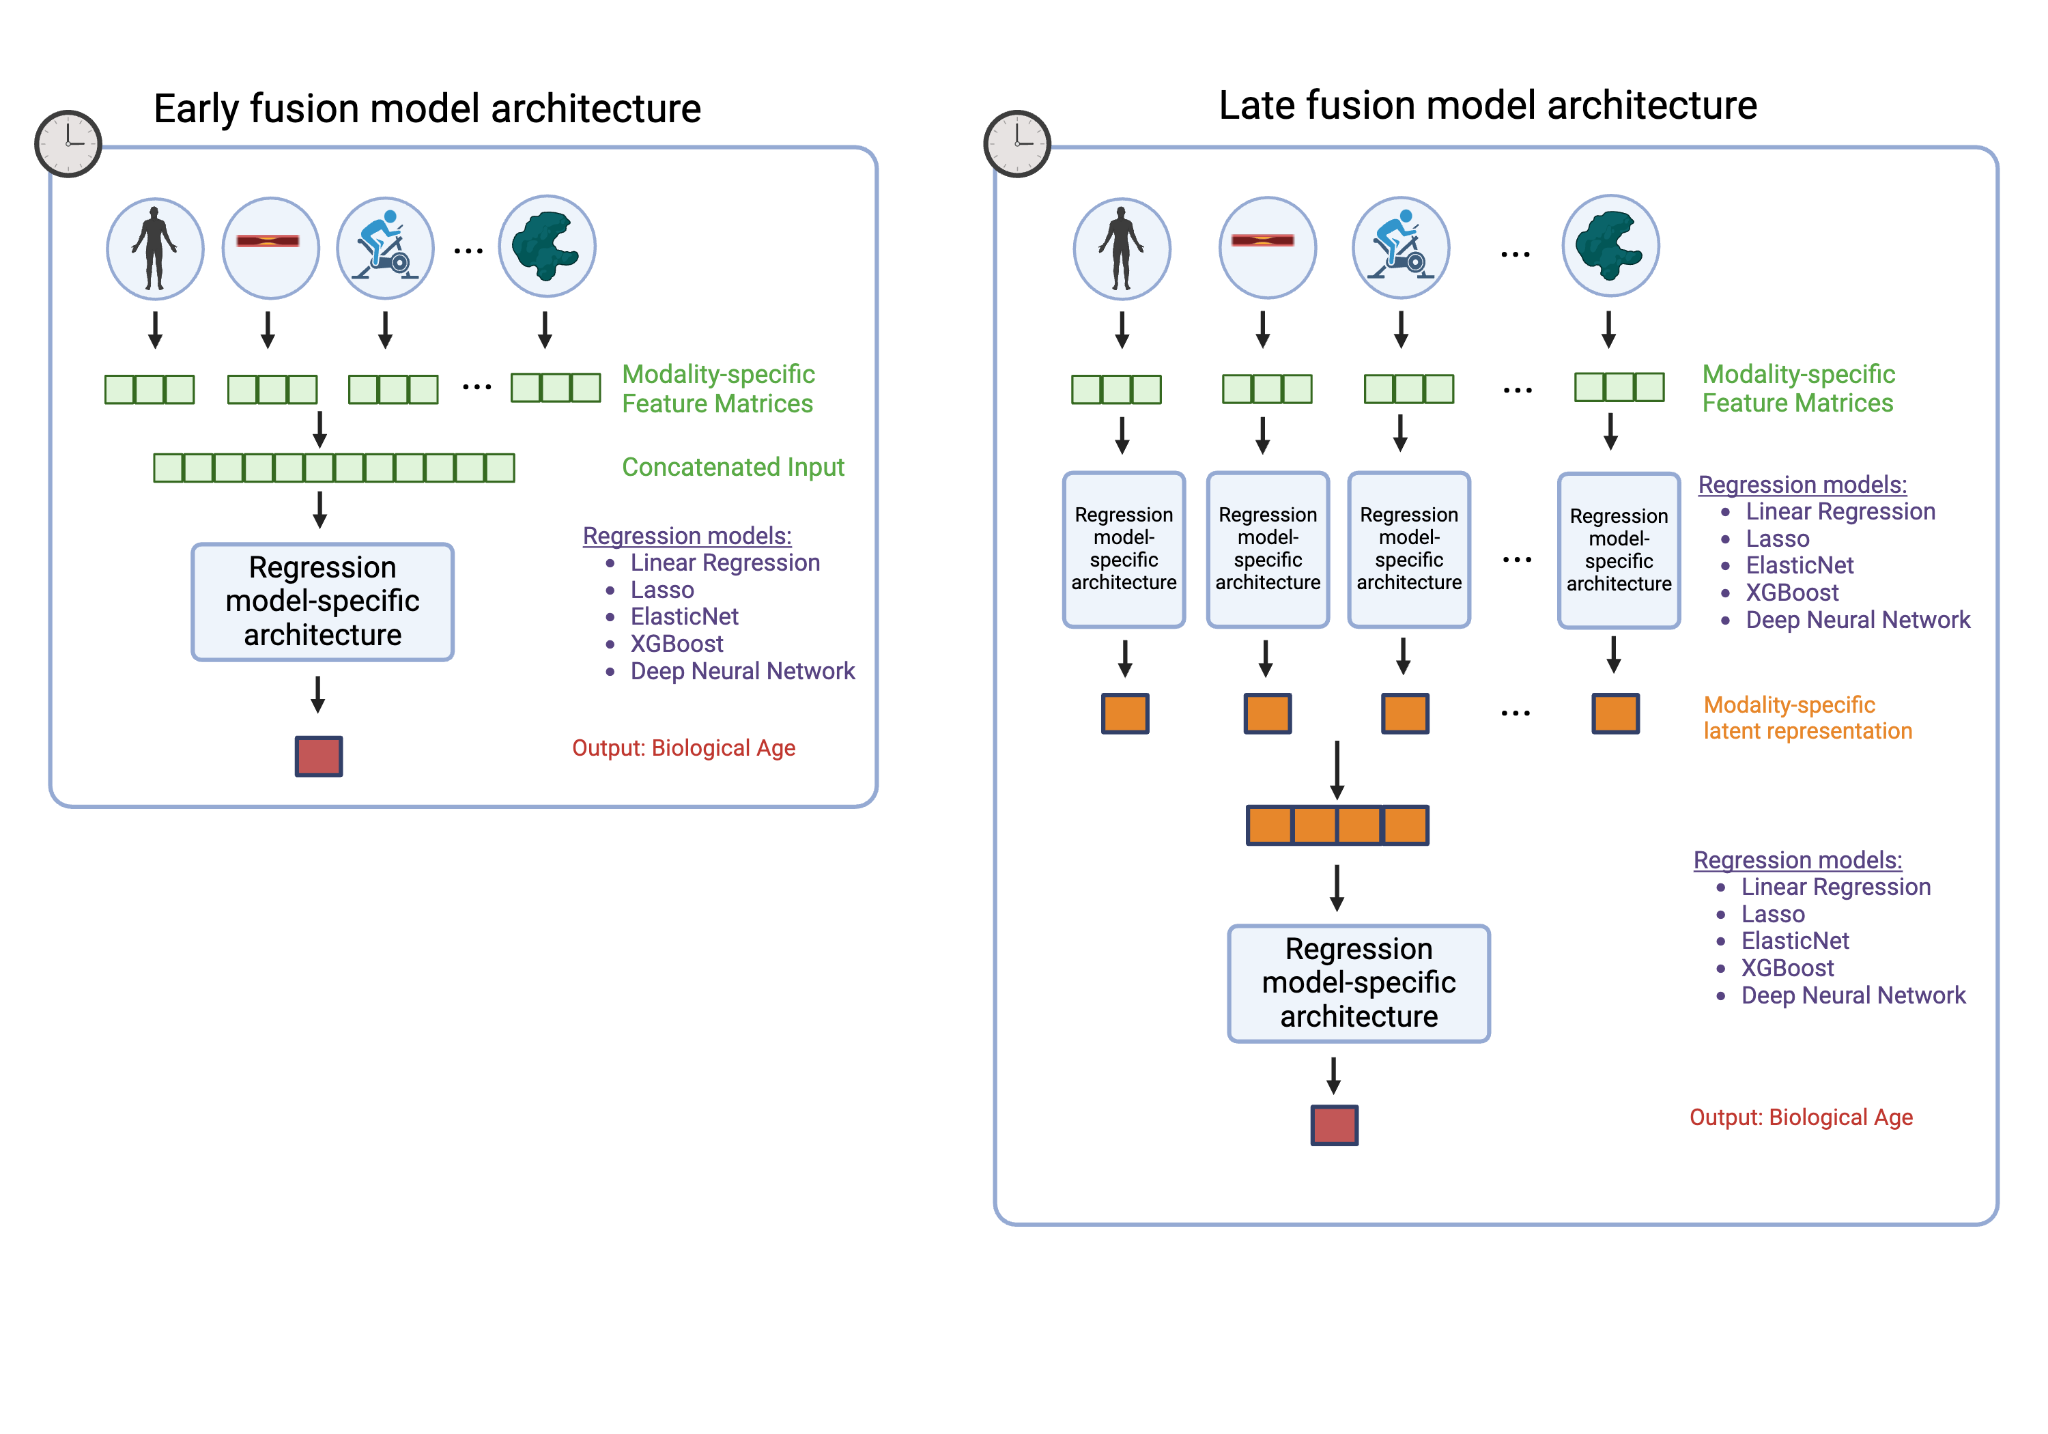 Early fusion model architecture
Modality-specific
Feature Matrices
Concatenated Input
Regression
model-specific
architecture
Regression models:
• Linear Regression
• Lasso
• ElasticNet
• XGBoost
• Deep Neural Network
Output: Biological Age
Late fusion model architecture
Modality-specific
Feature Matrices
Regression
model-
specific
architecture
Regression
model-
specific
architecture
Regression
model-
specific
architecture
...
Regression
model-
specific
architecture
Regression models:
• Linear Regression
• Lasso
• ElasticNet
• XGBoost
• Deep Neural Network
Modality-specific
latent representation
Regression
model-specific
architecture
Regression models:
• Linear Regression
• Lasso
• ElasticNet
• XGBoost
• Deep Neural Network
Output: Biological Age